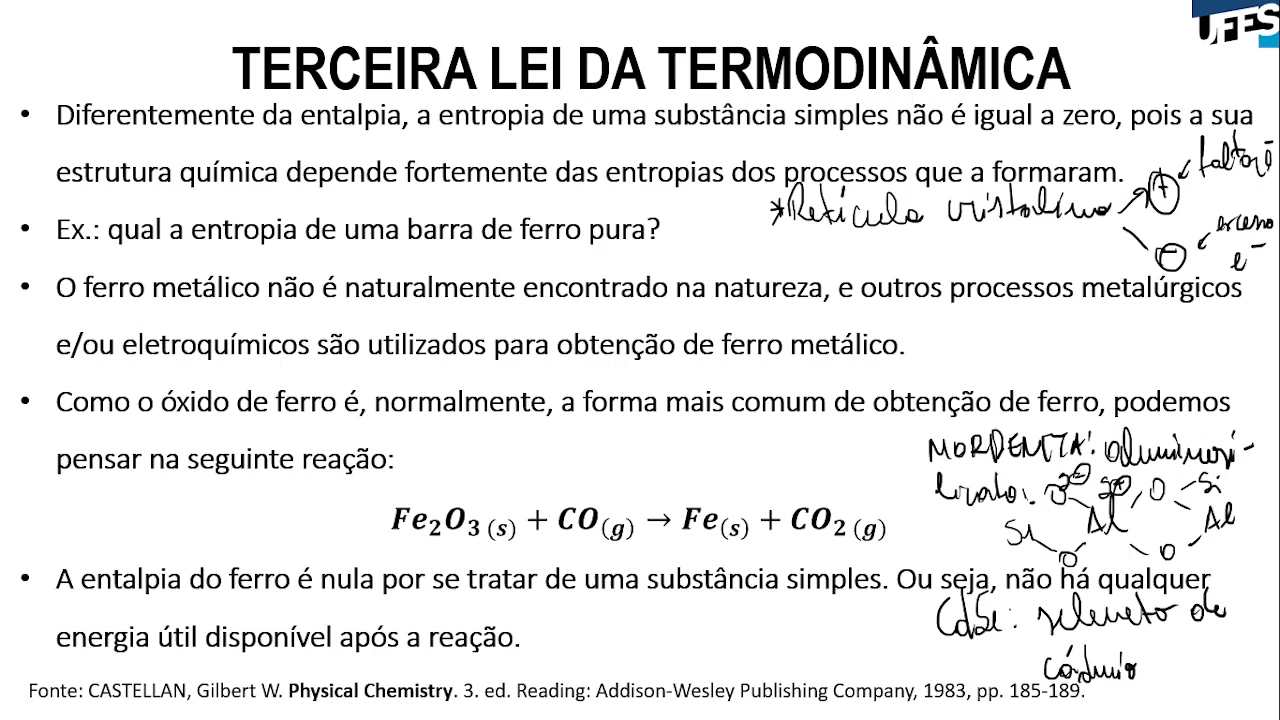 UFES
TERCEIRA LEI DA TERMODINÂMICA
• Diferentemente da entalpia, a entropia de uma substância simples não é igual a zero, pois a sua
estrutura química depende fortemente das entropias dos processos que a formaram.
*Retículo cristalino
+
• Ex.: qual a entropia de uma barra de ferro pura?
−
e⁻
• O ferro metálico não é naturalmente encontrado na natureza, e outros processos metalúrgicos
e/ou eletroquímicos são utilizados para obtenção de ferro metálico.
• Como o óxido de ferro é, normalmente, a forma mais comum de obtenção de ferro, podemos
pensar na seguinte reação:
O Si
Si Al Al
O O
Fe₂O₃ (s) + CO(g) → Fe(s) + CO₂ (g)
• A entalpia do ferro é nula por se tratar de uma substância simples. Ou seja, não há qualquer
energia útil disponível após a reação.
CdSe: seleneto de
cádmio
Fonte: CASTELLAN, Gilbert W. Physical Chemistry. 3. ed. Reading: Addison-Wesley Publishing Company, 1983, pp. 185-189.